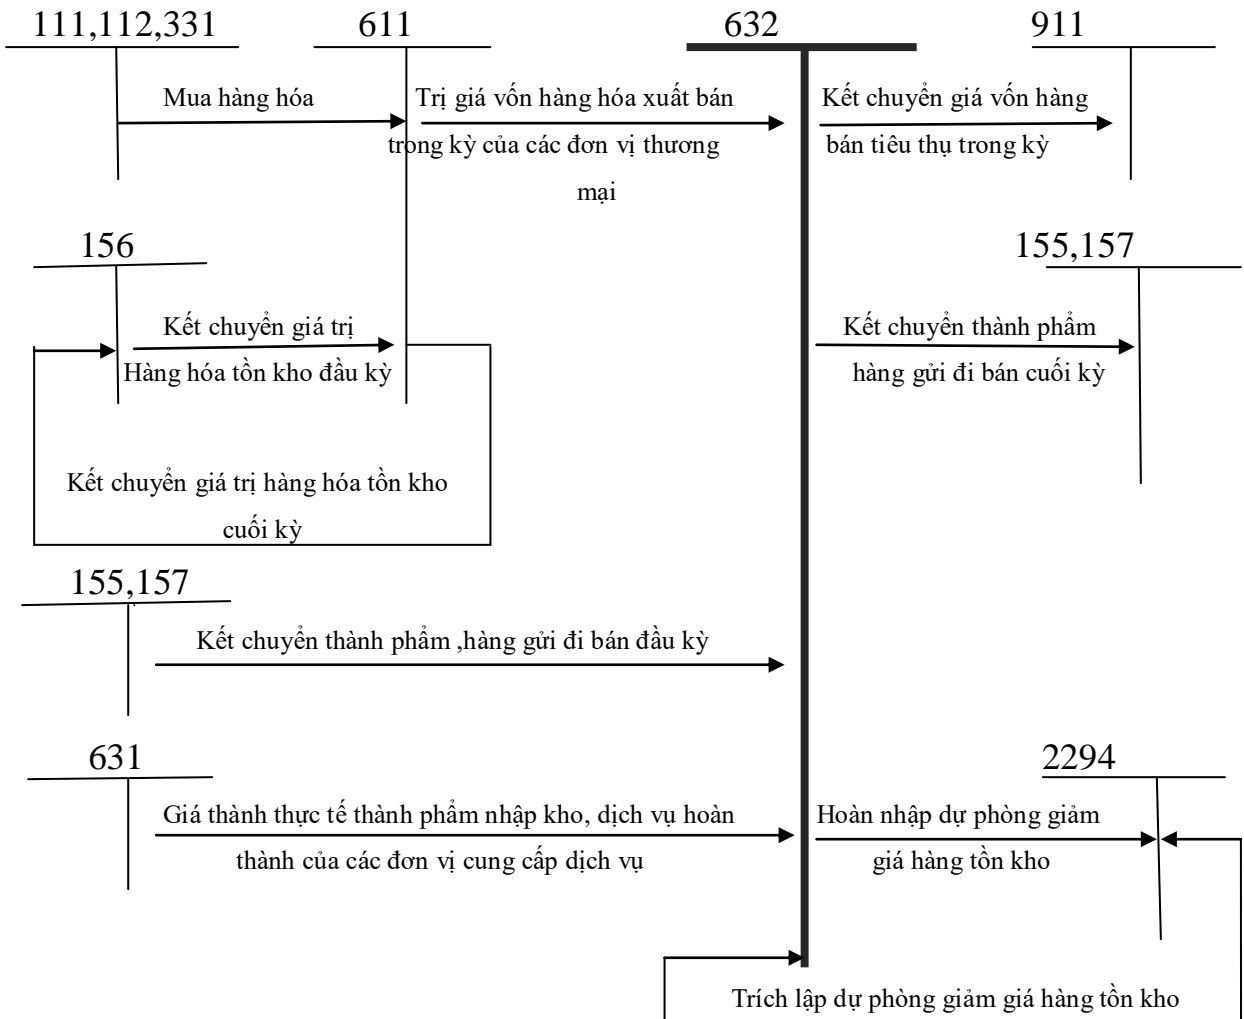 111,112,331
611
632
911
Mua hàng hóa
Trị giá vốn hàng hóa xuất bán
trong kỳ của các đơn vị thương
mại
Kết chuyển giá vốn hàng
bán tiêu thụ trong kỳ
156
155,157
Kết chuyển giá trị
Hàng hóa tồn kho đầu kỳ
Kết chuyển thành phẩm
hàng gửi đi bán cuối kỳ
Kết chuyển giá trị hàng hóa tồn kho
cuối kỳ
155,157
Kết chuyển thành phẩm ,hàng gửi đi bán đầu kỳ
631
2294
Giá thành thực tế thành phẩm nhập kho, dịch vụ hoàn
thành của các đơn vị cung cấp dịch vụ
Hoàn nhập dự phòng giảm
giá hàng tồn kho
Trích lập dự phòng giảm giá hàng tồn kho